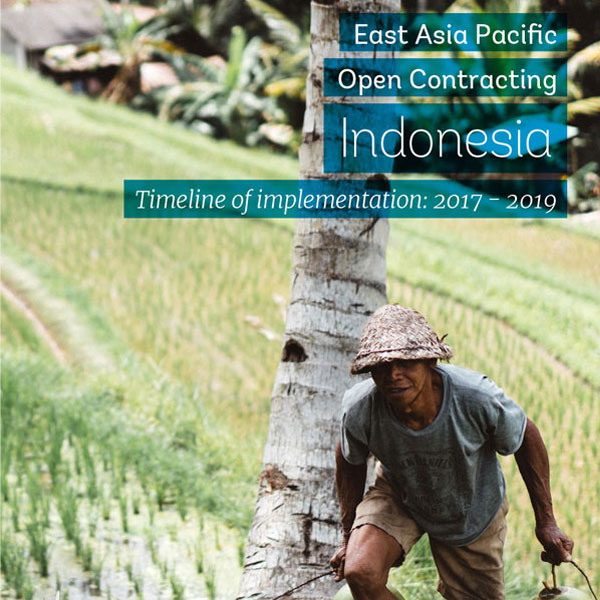 East Asia Pacific
Open Contracting
Indonesia
Timeline of implementation: 2017 – 2019